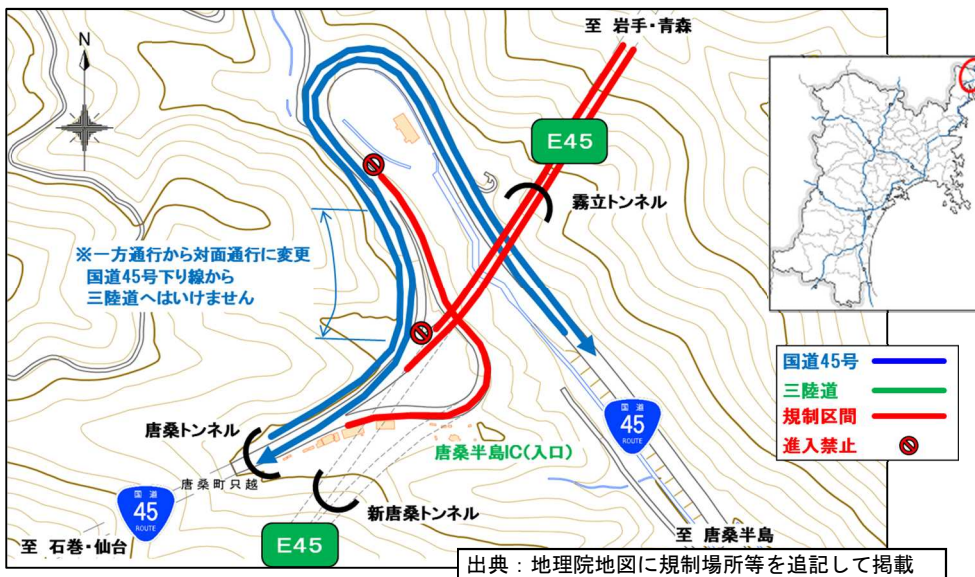 至 岩手・青森
N
E45
霧立トンネル
※一方通行から対面通行に変更
国道45号下り線から
三陸道へはいけません
国道45号
三陸道
規制区間
進入禁止
国道
45
ROUTE
唐桑トンネル
唐桑半島IC(入口)
唐桑町只越
国道
45
ROUTE
新唐桑トンネル
至 石巻・仙台
E45
至 唐桑半島
出典:地理院地図に規制場所等を追記して掲載